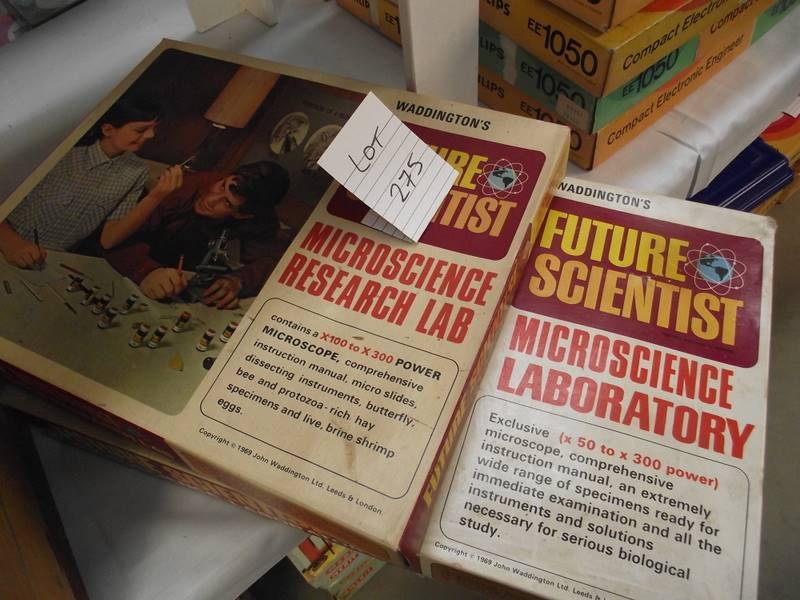 PHILIPS
EE1050
Compact Electronic
EE1050
EE1050
Compact Electronic Engineer
LOT
275
WADDINGTON'S
SCIENTIST
MICROSCIENCE
RESEARCH LAB
contains a X100 to X300 POWER
MICROSCOPE, comprehensive
instruction manual, micro slides,
dissecting instruments, butterfly,
bee and protozoa-rich hay
specimens and live, brine shrimp
eggs.
Copyright © 1969 John Waddington Ltd. Leeds & London.
WADDINGTON'S
FUTURE
SCIENTIST
MICROSCIENCE
LABORATORY
Exclusive (x 50 to x 300 power)
microscope, comprehensive
instruction manual, an extremely
wide range of specimens ready for
immediate examination and all the
instruments and solutions
necessary for serious biological
study.
Copyright © 1969 John Waddington Ltd. Leeds &